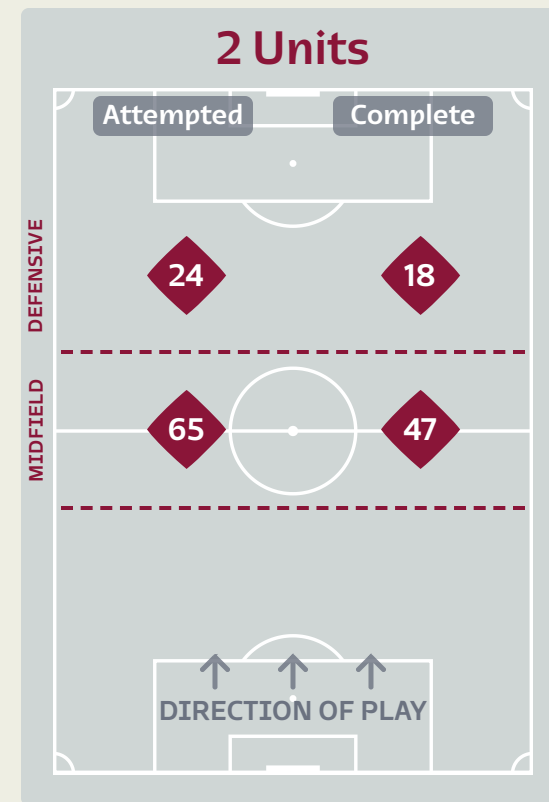 2 Units
Attempted
Complete
DEFENSIVE
24
18
MIDFIELD
65
47
DIRECTION OF PLAY